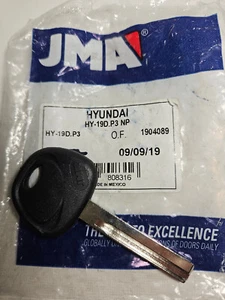 JMA
HYUNDAI
HY-19D.P3 NP
HY-19D.P3
O.F.
1904089
09/09/19
808316
MADE IN MEXICO
THE EXCELLENCE
GLOBALLY OF DOORS DAILY